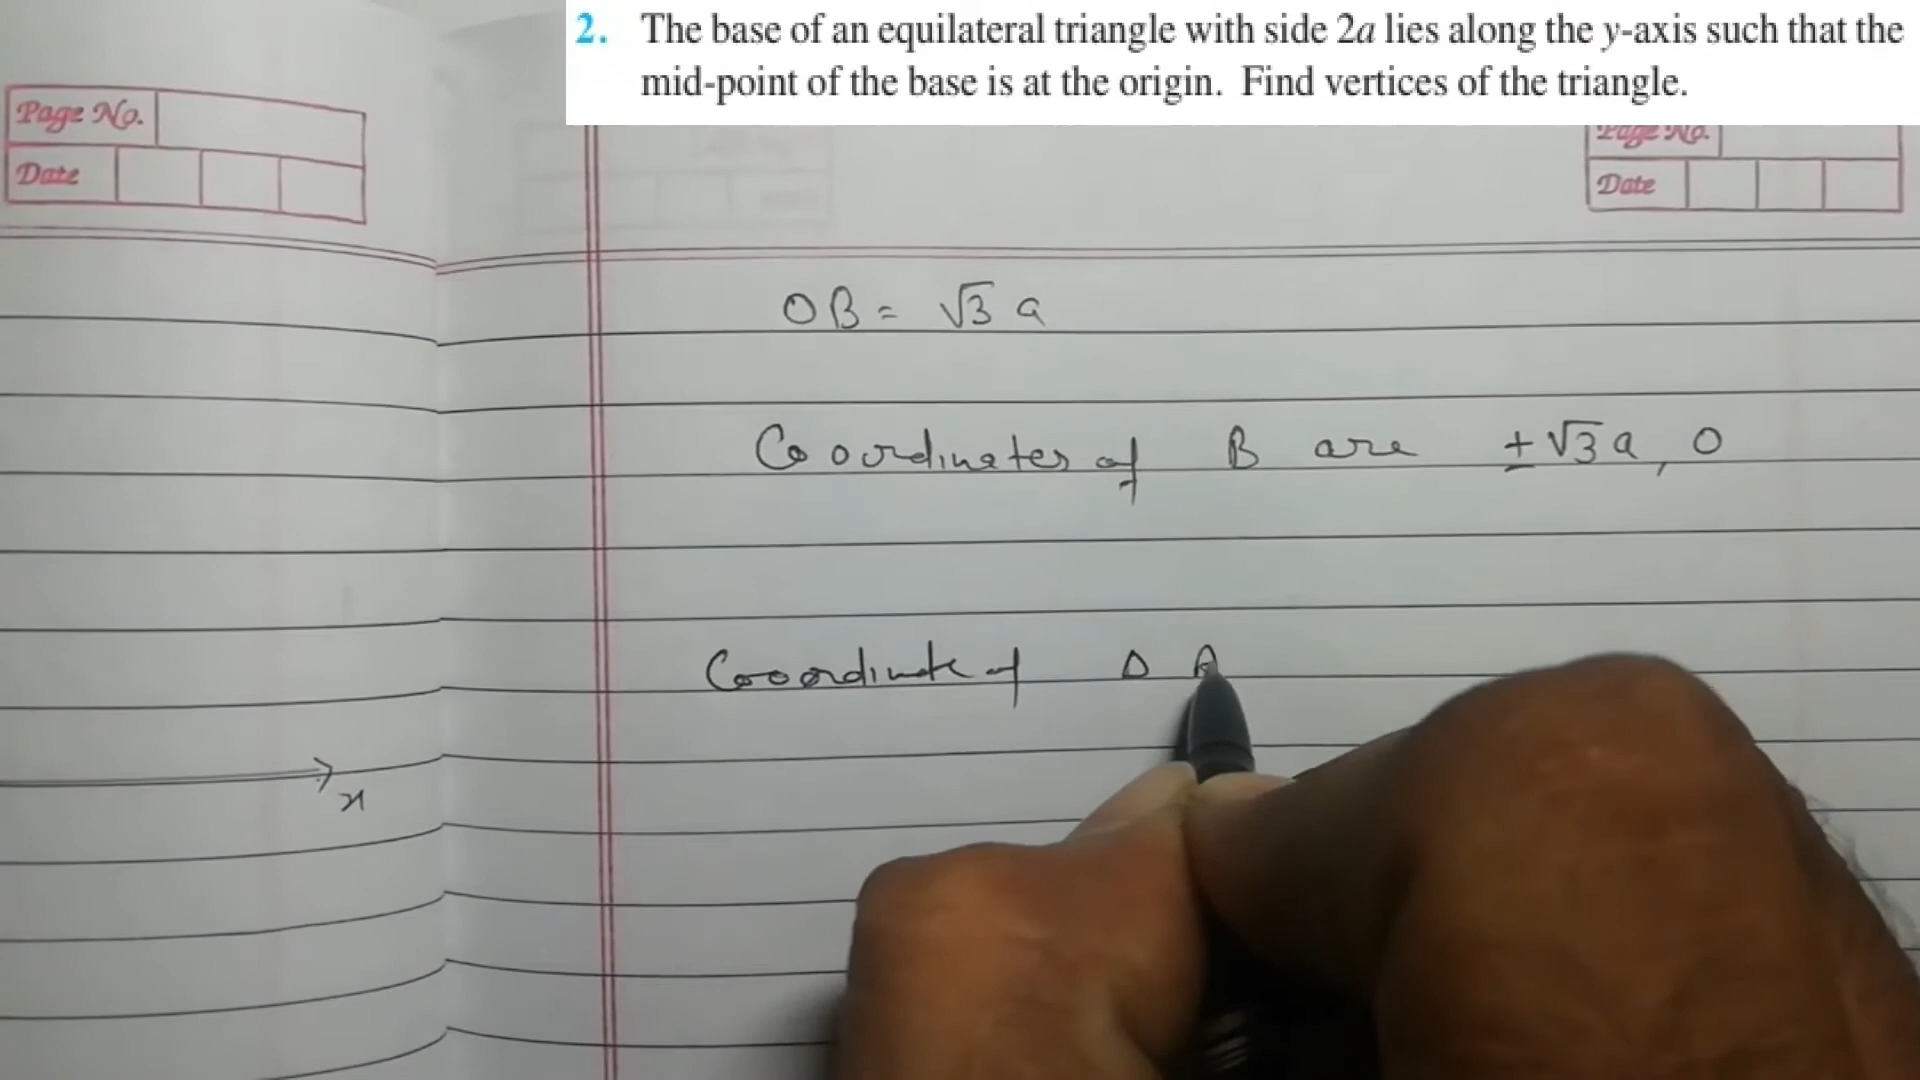 2. The base of an equilateral triangle with side 2a lies along the y-axis such that the
mid-point of the base is at the origin. Find vertices of the triangle.
Page No.
Date
Page No.
Date
OB = √3 a
Coordinates of B are ±√3 a, 0
Coordinate of Δ A
x